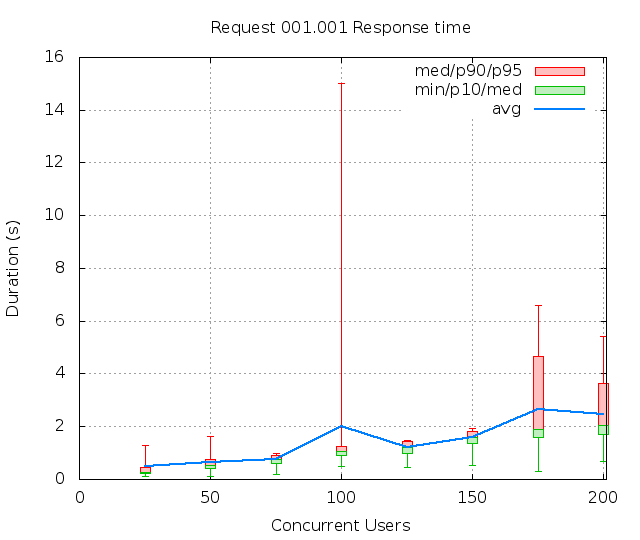 Request 001.001 Response time
med/p90/p95
min/p10/med
avg
16
14
12
10
8
6
4
2
0
Duration (s)
0 50 100 150 200
Concurrent Users